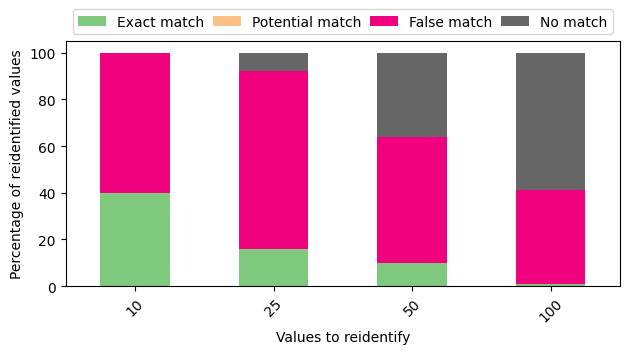 Exact match Potential match False match No match
Percentage of reidentified values
100
80
60
40
20
0
10 25 50 100
Values to reidentify